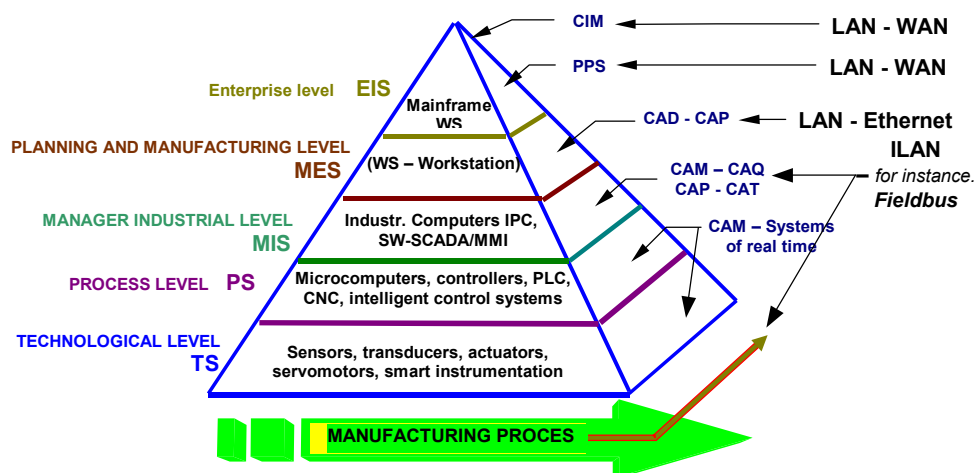 CIM
LAN - WAN
PPS
LAN - WAN
Enterprise level EIS
Mainframe
WS
CAD - CAP
LAN - Ethernet
ILAN
for instance.
Fieldbus
PLANNING AND MANUFACTURING LEVEL
MES
(WS – Workstation)
CAM – CAQ
CAP - CAT
MANAGER INDUSTRIAL LEVEL
MIS
Industr. Computers IPC,
SW-SCADA/MMI
CAM – Systems
of real time
PROCESS LEVEL PS
Microcomputers, controllers, PLC,
CNC, intelligent control systems
TECHNOLOGICAL LEVEL
TS
Sensors, transducers, actuators,
servomotors, smart instrumentation
MANUFACTURING PROCES